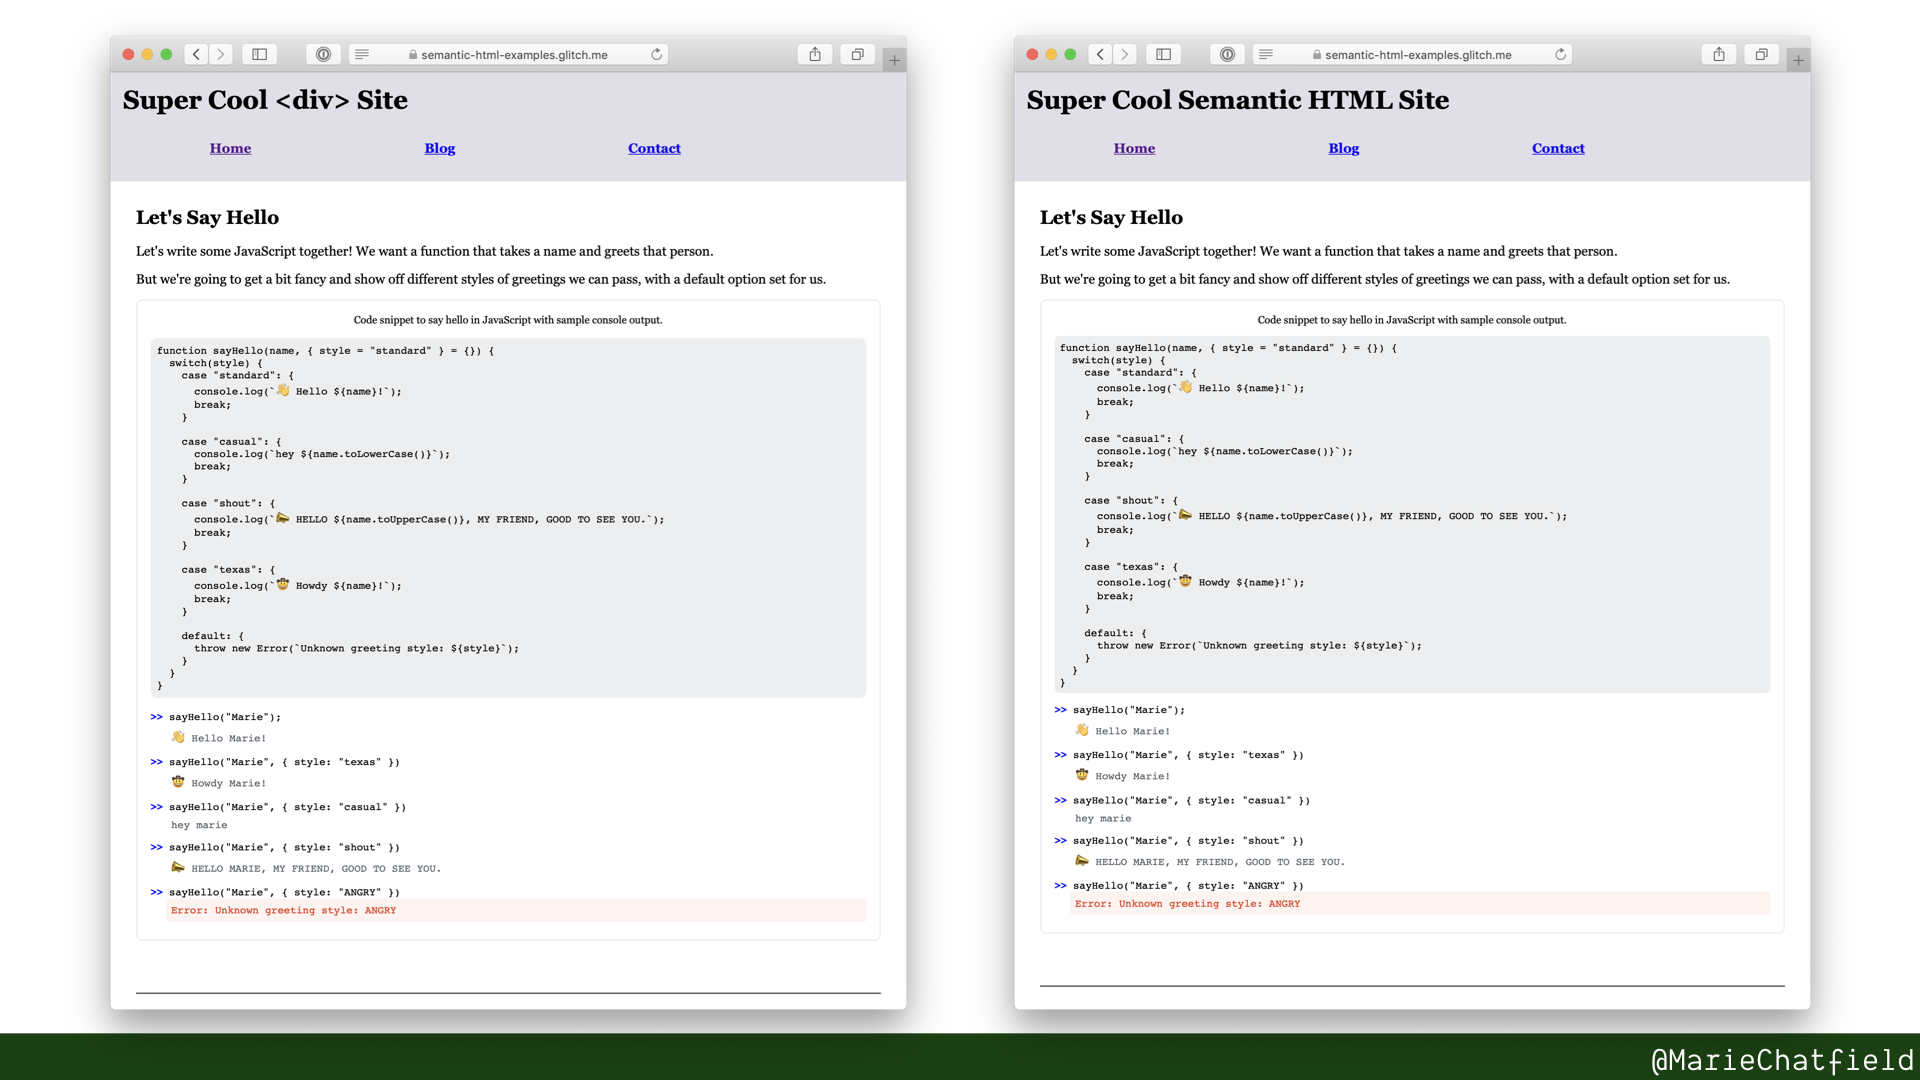 semantic-html-examples.glitch.me
Super Cool <div> Site
Home Blog Contact
Let's Say Hello
Let's write some JavaScript together! We want a function that takes a name and greets that person.
But we're going to get a bit fancy and show off different styles of greetings we can pass, with a default option set for us.
Code snippet to say hello in JavaScript with sample console output.
function sayHello(name, { style = "standard" } = {}) {
  switch(style) {
    case "standard": {
      console.log(`👋 Hello ${name}!`);
      break;
    }
    case "casual": {
      console.log(`hey ${name.toLowerCase()}`);
      break;
    }
    case "shout": {
      console.log(`📣 HELLO ${name.toUpperCase()}, MY FRIEND, GOOD TO SEE YOU.`);
      break;
    }
    case "texas": {
      console.log(`🤠 Howdy ${name}!`);
      break;
    }
    default: {
      throw new Error(`Unknown greeting style: ${style}`);
    }
  }
}
>> sayHello("Marie");
👋 Hello Marie!
>> sayHello("Marie", { style: "texas" })
🤠 Howdy Marie!
>> sayHello("Marie", { style: "casual" })
hey marie
>> sayHello("Marie", { style: "shout" })
📣 HELLO MARIE, MY FRIEND, GOOD TO SEE YOU.
>> sayHello("Marie", { style: "ANGRY" })
Error: Unknown greeting style: ANGRY
semantic-html-examples.glitch.me
Super Cool Semantic HTML Site
Home Blog Contact
Let's Say Hello
Let's write some JavaScript together! We want a function that takes a name and greets that person.
But we're going to get a bit fancy and show off different styles of greetings we can pass, with a default option set for us.
Code snippet to say hello in JavaScript with sample console output.
function sayHello(name, { style = "standard" } = {}) {
  switch(style) {
    case "standard": {
      console.log(`👋 Hello ${name}!`);
      break;
    }
    case "casual": {
      console.log(`hey ${name.toLowerCase()}`);
      break;
    }
    case "shout": {
      console.log(`📣 HELLO ${name.toUpperCase()}, MY FRIEND, GOOD TO SEE YOU.`);
      break;
    }
    case "texas": {
      console.log(`🤠 Howdy ${name}!`);
      break;
    }
    default: {
      throw new Error(`Unknown greeting style: ${style}`);
    }
  }
}
>> sayHello("Marie");
👋 Hello Marie!
>> sayHello("Marie", { style: "texas" })
🤠 Howdy Marie!
>> sayHello("Marie", { style: "casual" })
hey marie
>> sayHello("Marie", { style: "shout" })
📣 HELLO MARIE, MY FRIEND, GOOD TO SEE YOU.
>> sayHello("Marie", { style: "ANGRY" })
Error: Unknown greeting style: ANGRY
@MarieChatfield